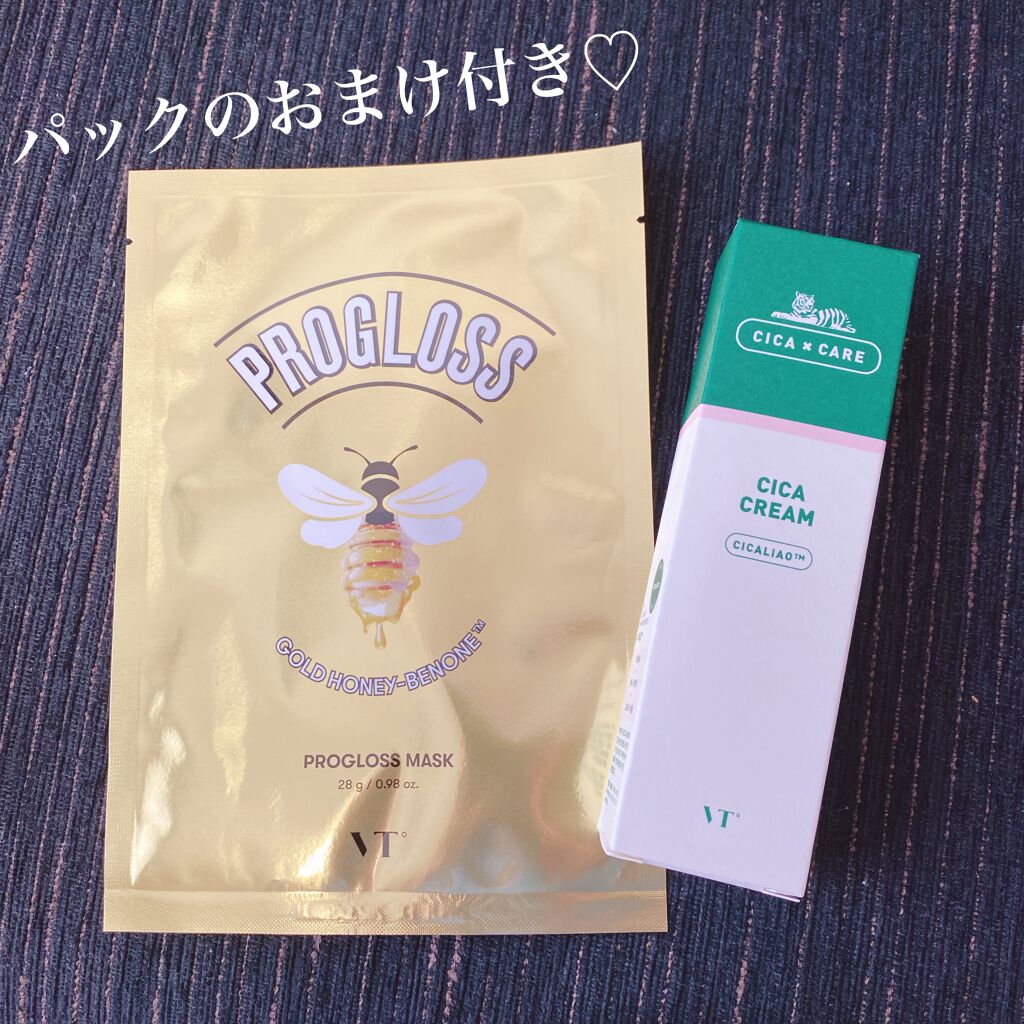 パックのおまけ付き♡
PROGLOSS
GOLD HONEY-BENONE™
PROGLOSS MASK
28 g / 0.98 oz.
VT
CICA × CARE
CICA
CREAM
CICALIAO™
VT